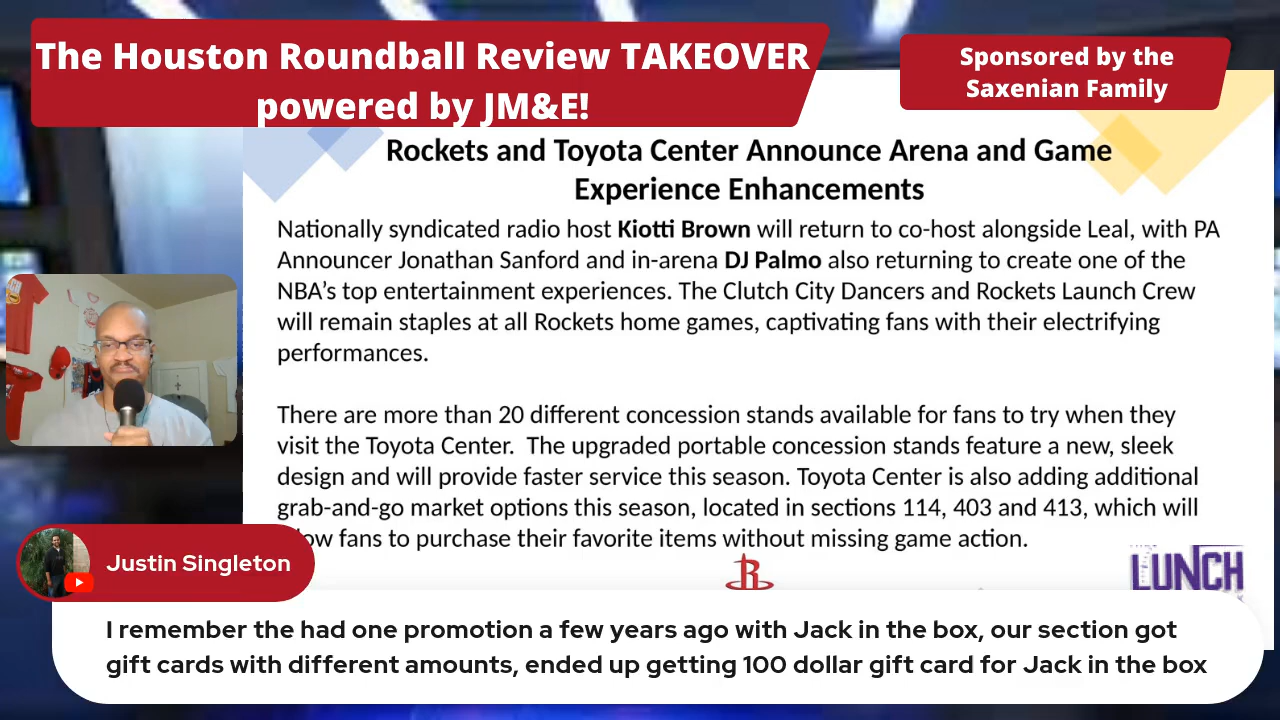 The Houston Roundball Review TAKEOVER
powered by JM&E!
Sponsored by the
Saxenian Family
Rockets and Toyota Center Announce Arena and Game
Experience Enhancements
Nationally syndicated radio host Kiotti Brown will return to co-host alongside Leal, with PA
Announcer Jonathan Sanford and in-arena DJ Palmo also returning to create one of the
NBA's top entertainment experiences. The Clutch City Dancers and Rockets Launch Crew
will remain staples at all Rockets home games, captivating fans with their electrifying
performances.
There are more than 20 different concession stands available for fans to try when they
visit the Toyota Center. The upgraded portable concession stands feature a new, sleek
design and will provide faster service this season. Toyota Center is also adding additional
grab-and-go market options this season, located in sections 114, 403 and 413, which will
fans to purchase their favorite items without missing game action.
R
LUNCH
Justin Singleton
I remember the had one promotion a few years ago with Jack in the box, our section got
gift cards with different amounts, ended up getting 100 dollar gift card for Jack in the box